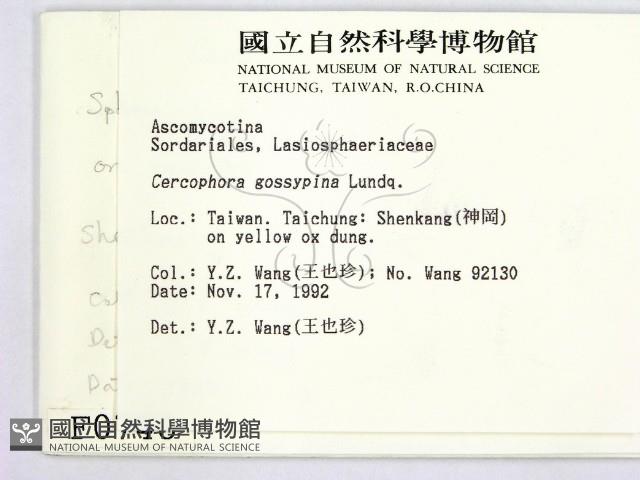 國立自然科學博物館
NATIONAL MUSEUM OF NATURAL SCIENCE
TAICHUNG, TAIWAN, R.O.CHINA
Ascomycotina
Sordariales, Lasiosphaeriaceae
Cercophora gossypina Lundq.
Loc.: Taiwan. Taichung: Shenkang(神岡)
on yellow ox dung.
Col.: Y.Z. Wang(王也珍); No. Wang 92130
Date: Nov. 17, 1992
Det.: Y.Z. Wang(王也珍)
國立自然科學博物館
NATIONAL MUSEUM OF NATURAL SCIENCE